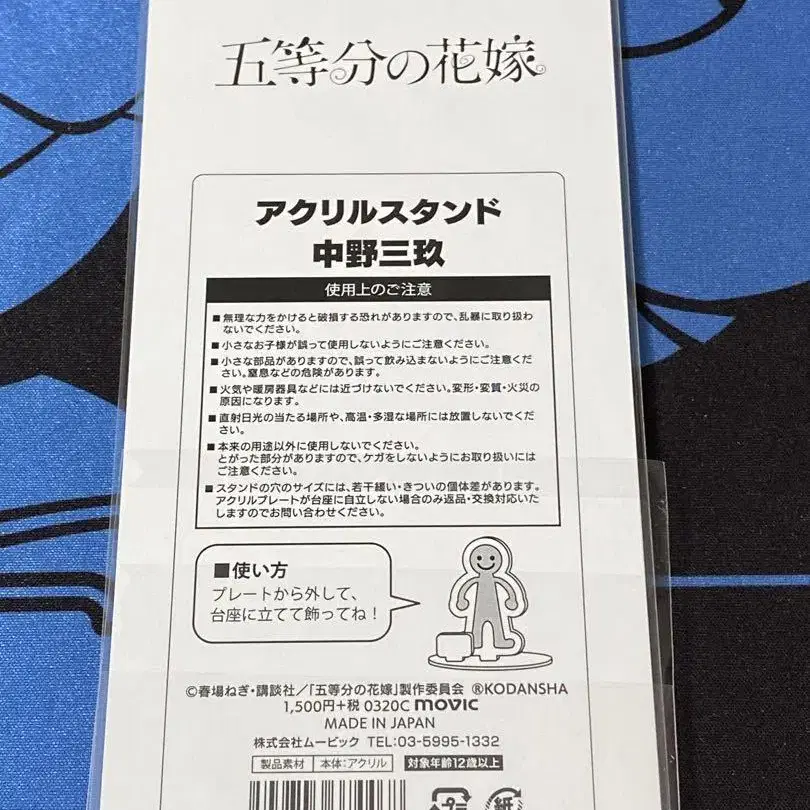 五等分の花嫁
アクリルスタンド
中野三玖
使用上のご注意
■無理な力をかけると破損する恐れがありますので、乱暴に取り扱わ
ないでください。
■小さなお子様が誤って使用しないようにご注意ください。
■小さな部品がありますので、誤って飲み込まないようにご注意くだ
さい。窒息などの危険があります。
■火気や暖房器具などには近づけないでください。変形・変質・火災の
原因になります。
■直射日光の当たる場所や、高温・多湿な場所には放置しないでくだ
さい。
■本来の用途以外に使用しないでください。
とがった部分がありますので、ケガをしないようにお取り扱いには
ご注意ください。
■スタンドの穴のサイズには、若干緩い・きついの個体差があります。
アクリルプレートが台座に自立しない場合のみ返品・交換対応いた
しますのでお問い合わせください。
■使い方
プレートから外して、
台座に立てて飾ってね!
©春場ねぎ・講談社/「五等分の花嫁」製作委員会 ®KODANSHA
1,500円+税 0320C movic
MADE IN JAPAN
株式会社ムービック TEL:03-5995-1332
製品素材 本体:アクリル 対象年齢12歳以上
プ 紙